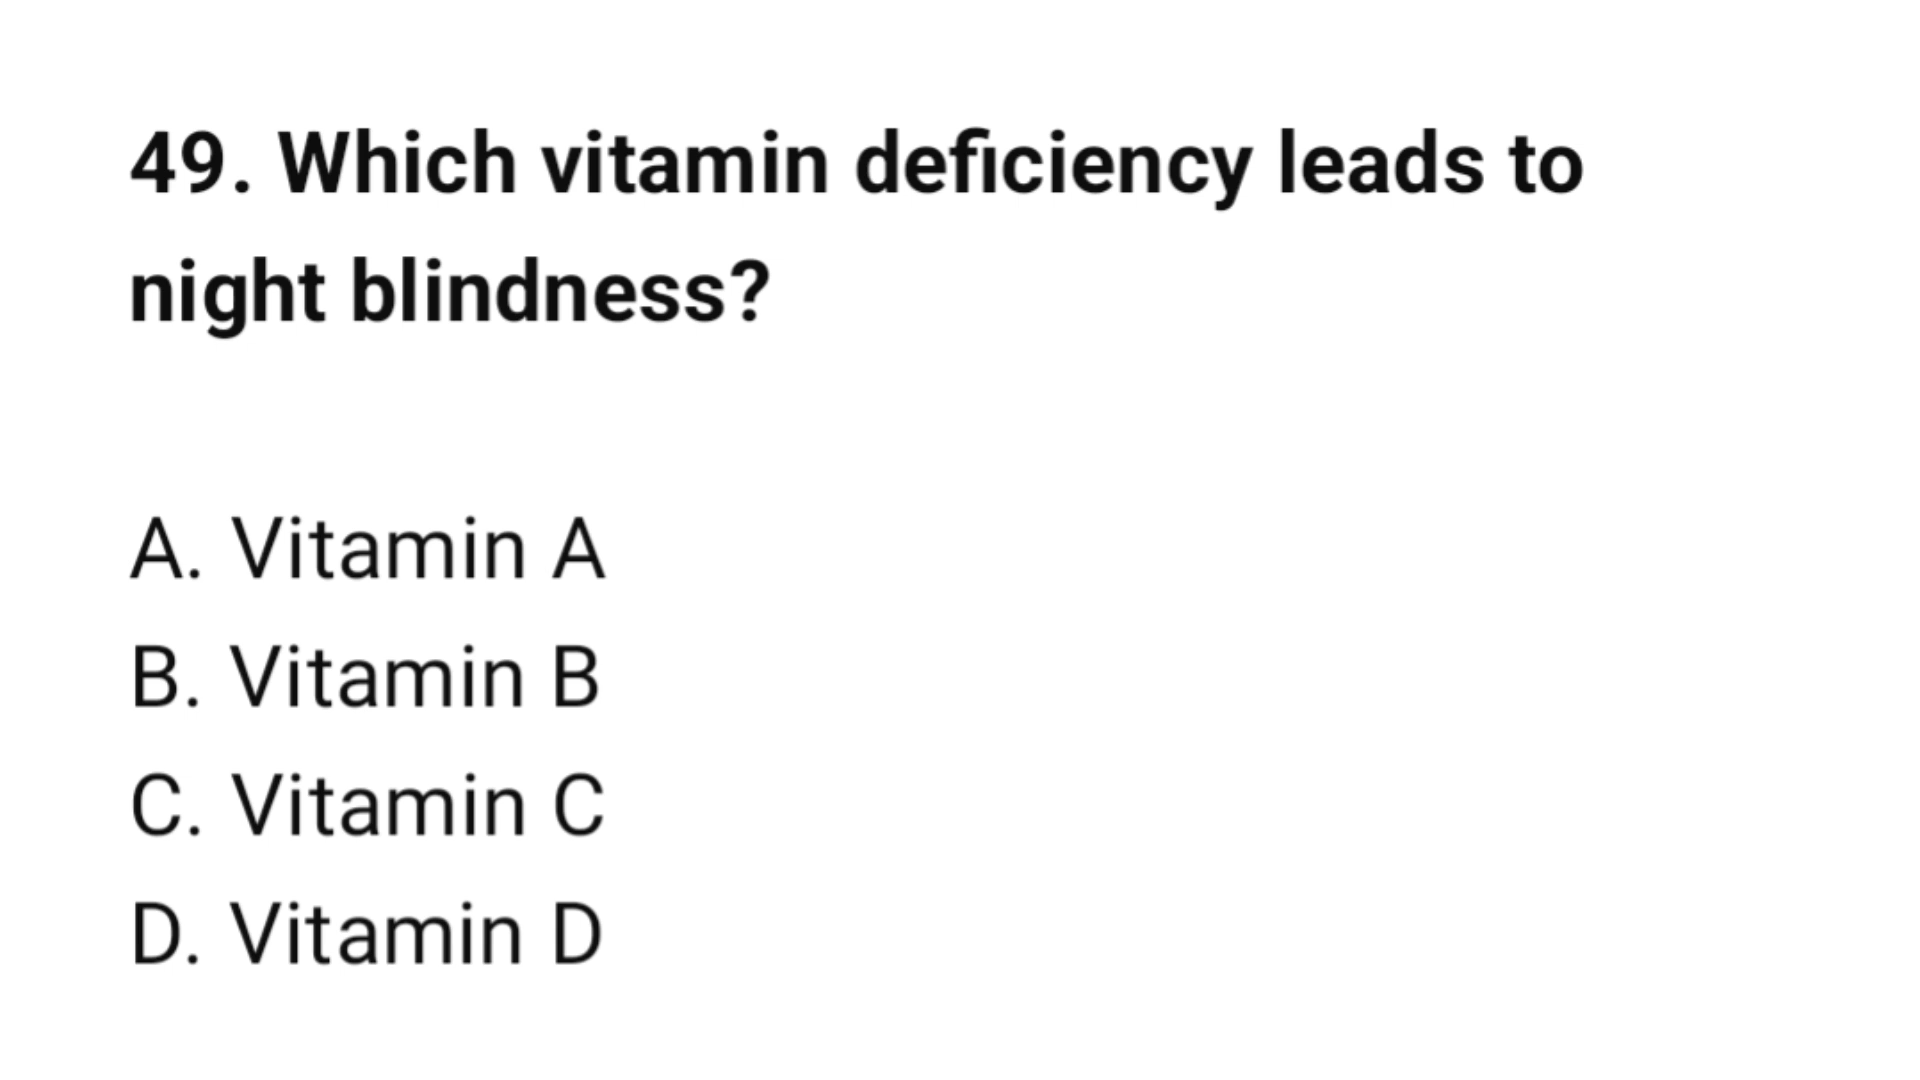 49. Which vitamin deficiency leads to
night blindness?
A. Vitamin A
B. Vitamin B
C. Vitamin C
D. Vitamin D